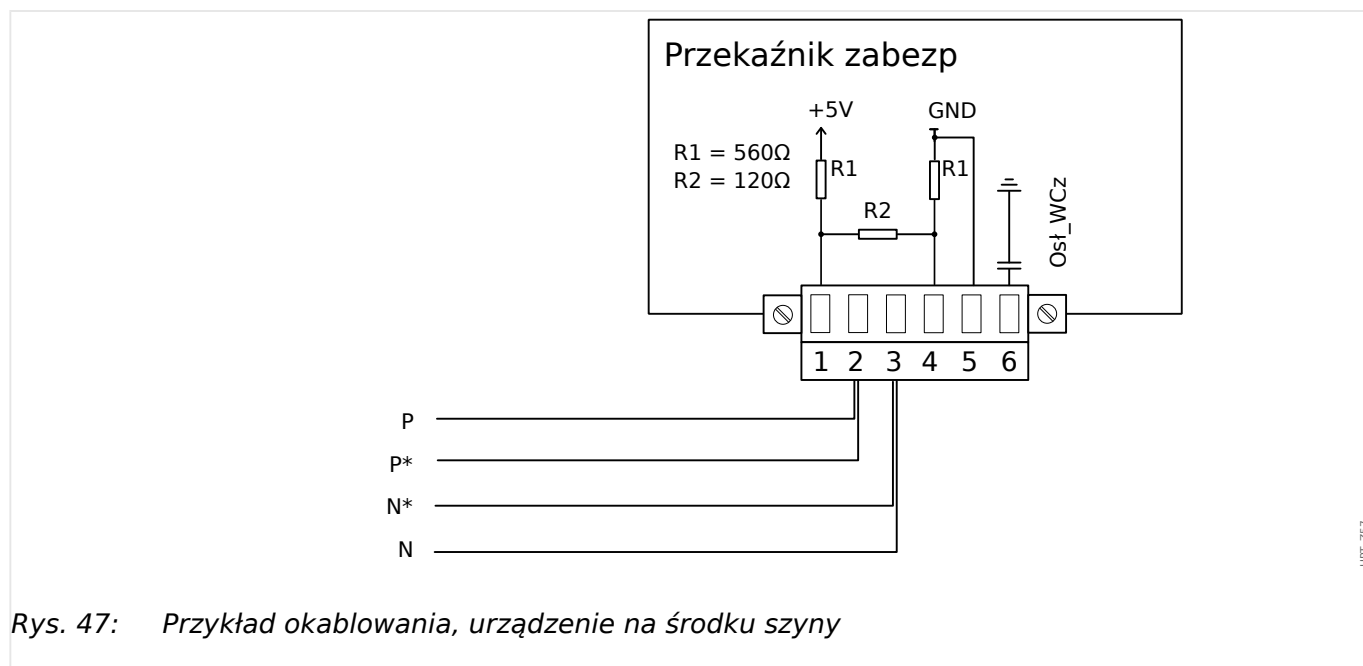 Przekaźnik zabezp
+5V
GND
R1 = 560Ω
R2 = 120Ω
R1
R1
R2
Osł_WCz
1 2 3 4 5 6
P
P*
N*
N
Rys. 47: Przykład okablowania, urządzenie na środku szyny